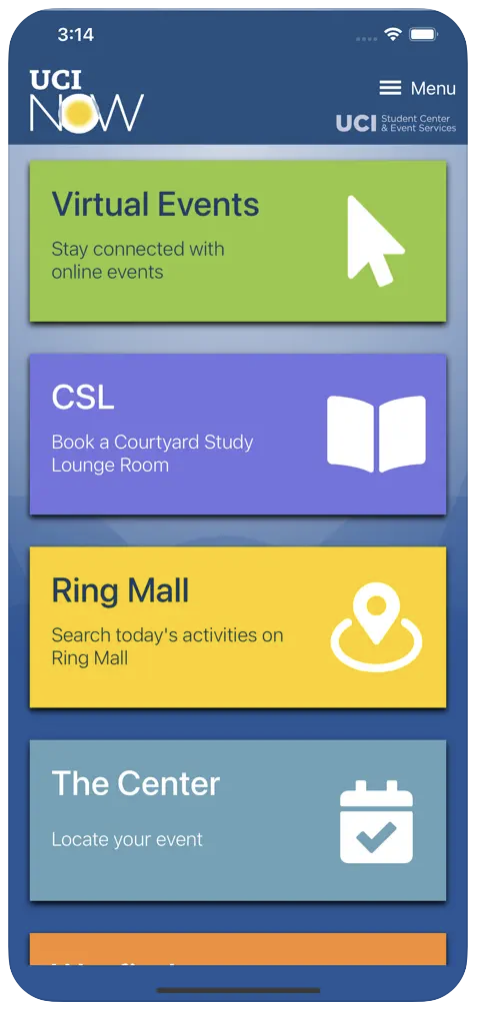 3:14
UCI
NOW
Menu
UCI Student Center
& Event Services
Virtual Events
Stay connected with
online events
CSL
Book a Courtyard Study
Lounge Room
Ring Mall
Search today's activities on
Ring Mall
The Center
Locate your event